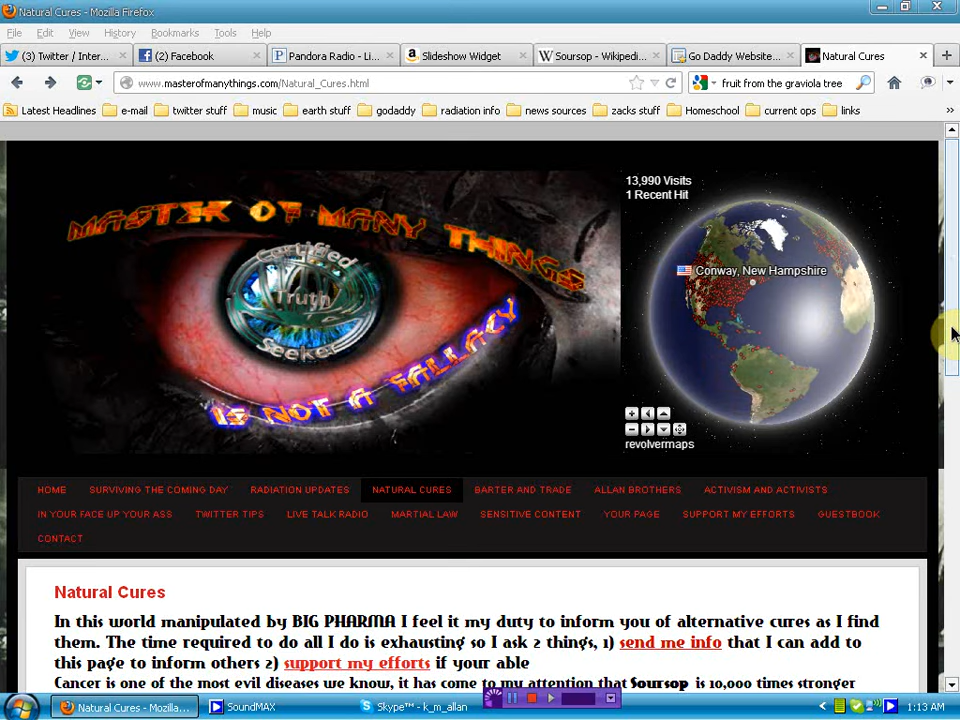 Natural Cures - Mozilla Firefox
File Edit View History Bookmarks Tools Help
(3) Twitter / Inter...
(2) Facebook
Pandora Radio - Li...
Slideshow Widget
Soursop - Wikipedi...
Go Daddy Website...
Natural Cures
www.masterofmanythings.com/Natural_Cures.html
fruit from the graviola tree
Latest Headlines e-mail twitter stuff music earth stuff godaddy radiation info news sources zacks stuff Homeschool current ops links
MASTER OF MANY THINGS
Certified
Truth
Seeker
IS NOT A FALLACY
13,990 Visits
1 Recent Hit
Conway, New Hampshire
revolvermaps
HOME SURVIVING THE COMING DAY RADIATION UPDATES NATURAL CURES BARTER AND TRADE ALLAN BROTHERS ACTIVISM AND ACTIVISTS
IN YOUR FACE UP YOUR ASS TWITTER TIPS LIVE TALK RADIO MARTIAL LAW SENSITIVE CONTENT YOUR PAGE SUPPORT MY EFFORTS GUESTBOOK
CONTACT
Natural Cures
In this world manipulated by BIG PHARMA I feel it my duty to inform you of alternative cures as I find
them. The time required to do all I do is exhausting so I ask 2 things, 1) send me info that I can add to
this page to inform others 2) support my efforts if your able
Cancer is one of the most evil diseases we know, it has come to my attention that Soursop is 10,000 times stronger
Natural Cures - Mozilla...
SoundMAX
Skype™ - k_m_allan
1:13 AM